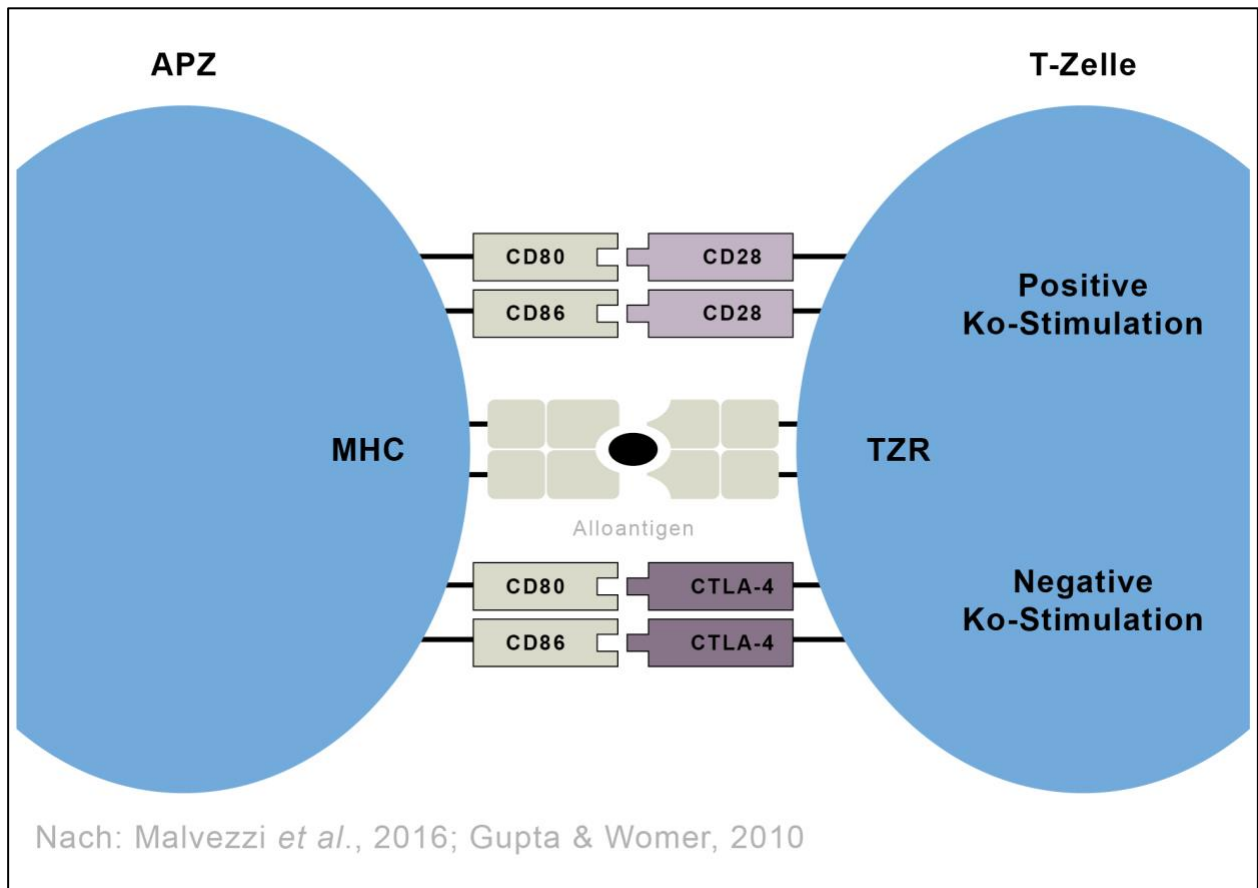 APZ
T-Zelle
CD80
CD28
CD86
CD28
Positive
Ko-Stimulation
MHC
TZR
Alloantigen
CD80
CTLA-4
CD86
CTLA-4
Negative
Ko-Stimulation
Nach: Malvezzi et al., 2016; Gupta & Womer, 2010